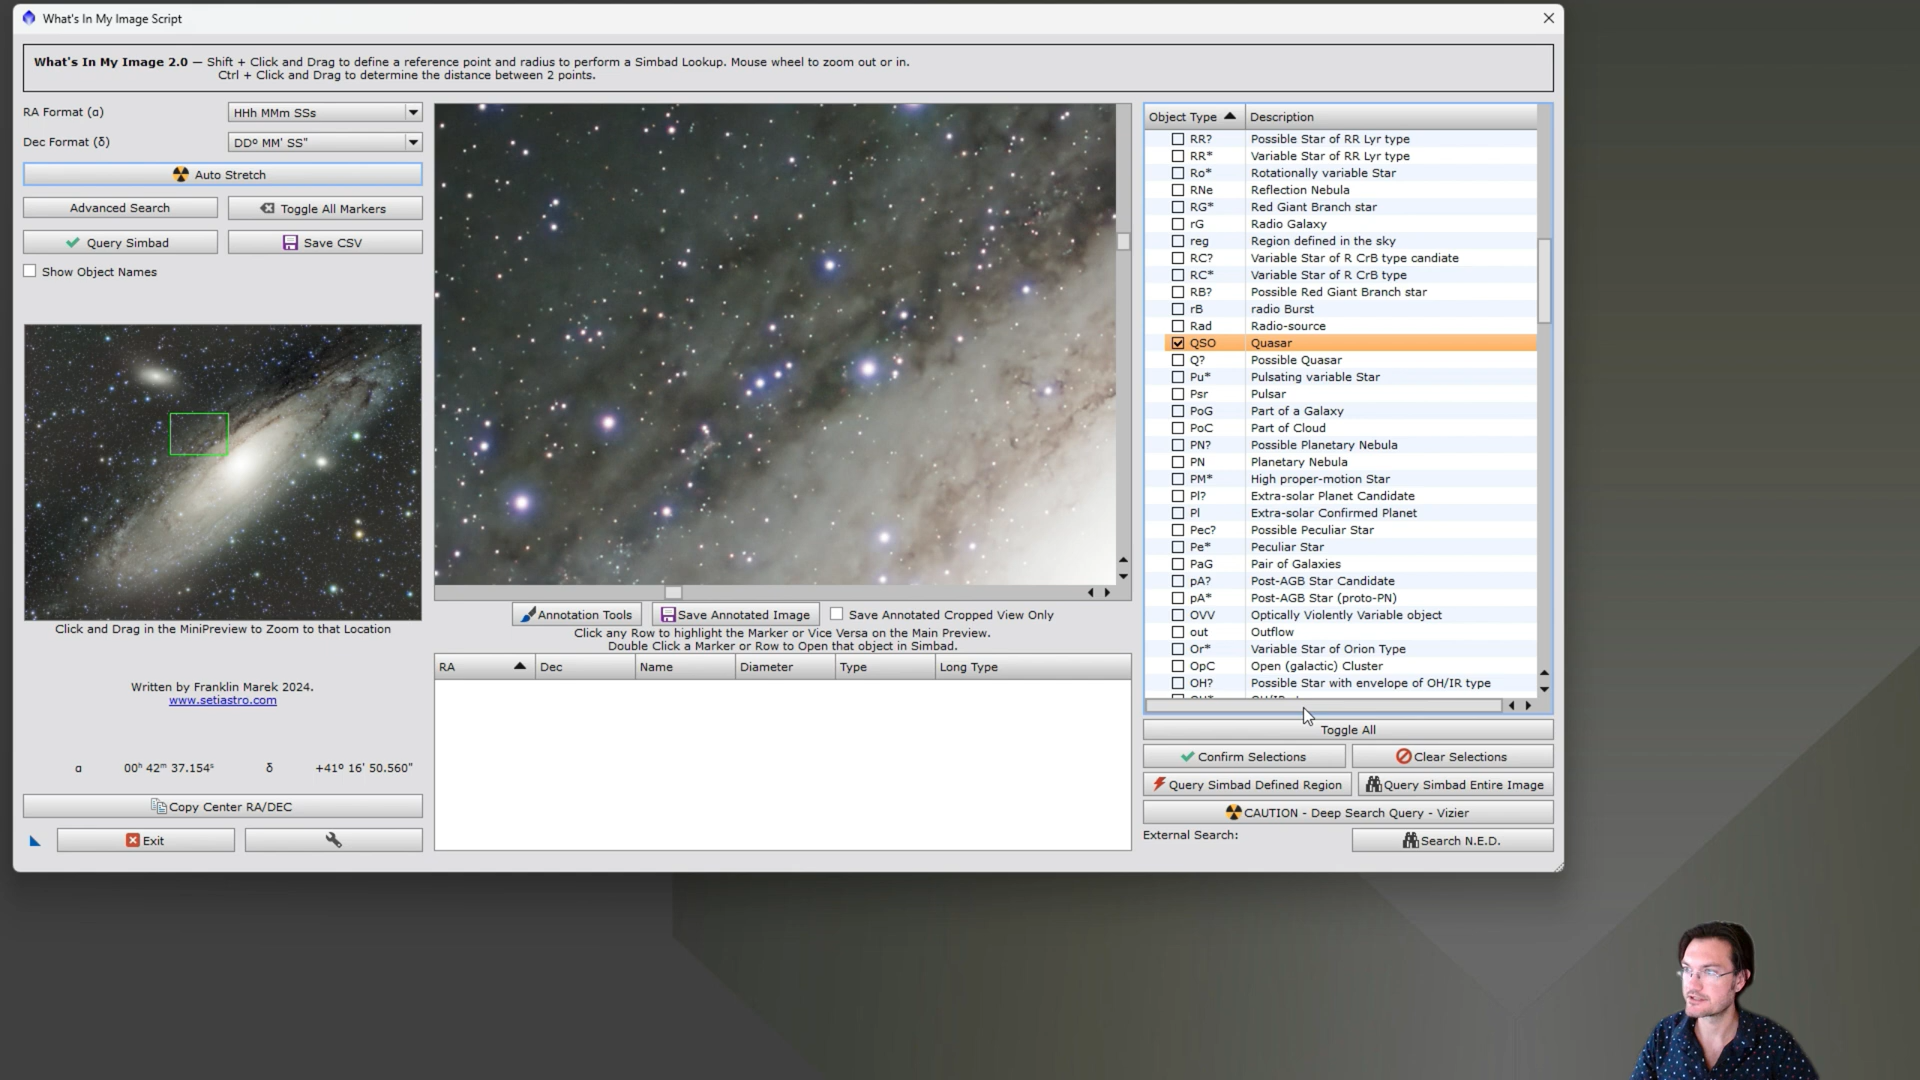 What's In My Image Script
What's In My Image 2.0 — Shift + Click and Drag to define a reference point and radius to perform a Simbad Lookup. Mouse wheel to zoom out or in.
Ctrl + Click and Drag to determine the distance between 2 points.
RA Format (α)
HHh MMm SSs
Dec Format (δ)
DDº MM' SS"
Auto Stretch
Advanced Search
Toggle All Markers
Query Simbad
Save CSV
Show Object Names
Click and Drag in the MiniPreview to Zoom to that Location
Written by Franklin Marek 2024.
www.setiastro.com
α 00h 42m 37.154s δ +41º 16' 50.560"
Copy Center RA/DEC
Exit
Annotation Tools
Save Annotated Image
Save Annotated Cropped View Only
Click any Row to highlight the Marker or Vice Versa on the Main Preview.
Double Click a Marker or Row to Open that object in Simbad.
RA Dec Name Diameter Type Long Type
Object Type Description
RR? Possible Star of RR Lyr type
RR* Variable Star of RR Lyr type
Ro* Rotationally variable Star
RNe Reflection Nebula
RG* Red Giant Branch star
rG Radio Galaxy
reg Region defined in the sky
RC? Variable Star of R CrB type candiate
RC* Variable Star of R CrB type
RB? Possible Red Giant Branch star
rB radio Burst
Rad Radio-source
QSO Quasar
Q? Possible Quasar
Pu* Pulsating variable Star
Psr Pulsar
PoG Part of a Galaxy
PoC Part of Cloud
PN? Possible Planetary Nebula
PN Planetary Nebula
PM* High proper-motion Star
Pl? Extra-solar Planet Candidate
Pl Extra-solar Confirmed Planet
Pec? Possible Peculiar Star
Pe* Peculiar Star
PaG Pair of Galaxies
pA? Post-AGB Star Candidate
pA* Post-AGB Star (proto-PN)
OVV Optically Violently Variable object
out Outflow
Or* Variable Star of Orion Type
OpC Open (galactic) Cluster
OH? Possible Star with envelope of OH/IR type
Toggle All
Confirm Selections
Clear Selections
Query Simbad Defined Region
Query Simbad Entire Image
CAUTION - Deep Search Query - Vizier
External Search:
Search N.E.D.